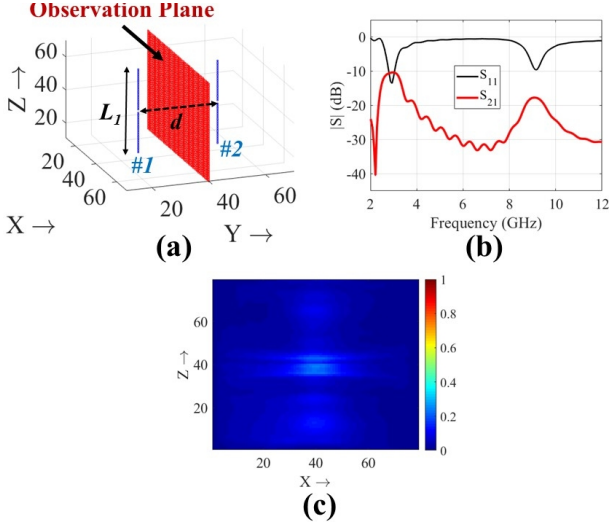 Observation Plane
Z →
60
40
20
L1
d
#1
#2
20
40
60
X →
20
40
60
Y →
(a)
0
-10
-20
-30
-40
|S| (dB)
S11
S21
2
4
6
8
10
12
Frequency (GHz)
(b)
60
40
20
Z →
20
40
60
X →
1
0.8
0.6
0.4
0.2
0
(c)